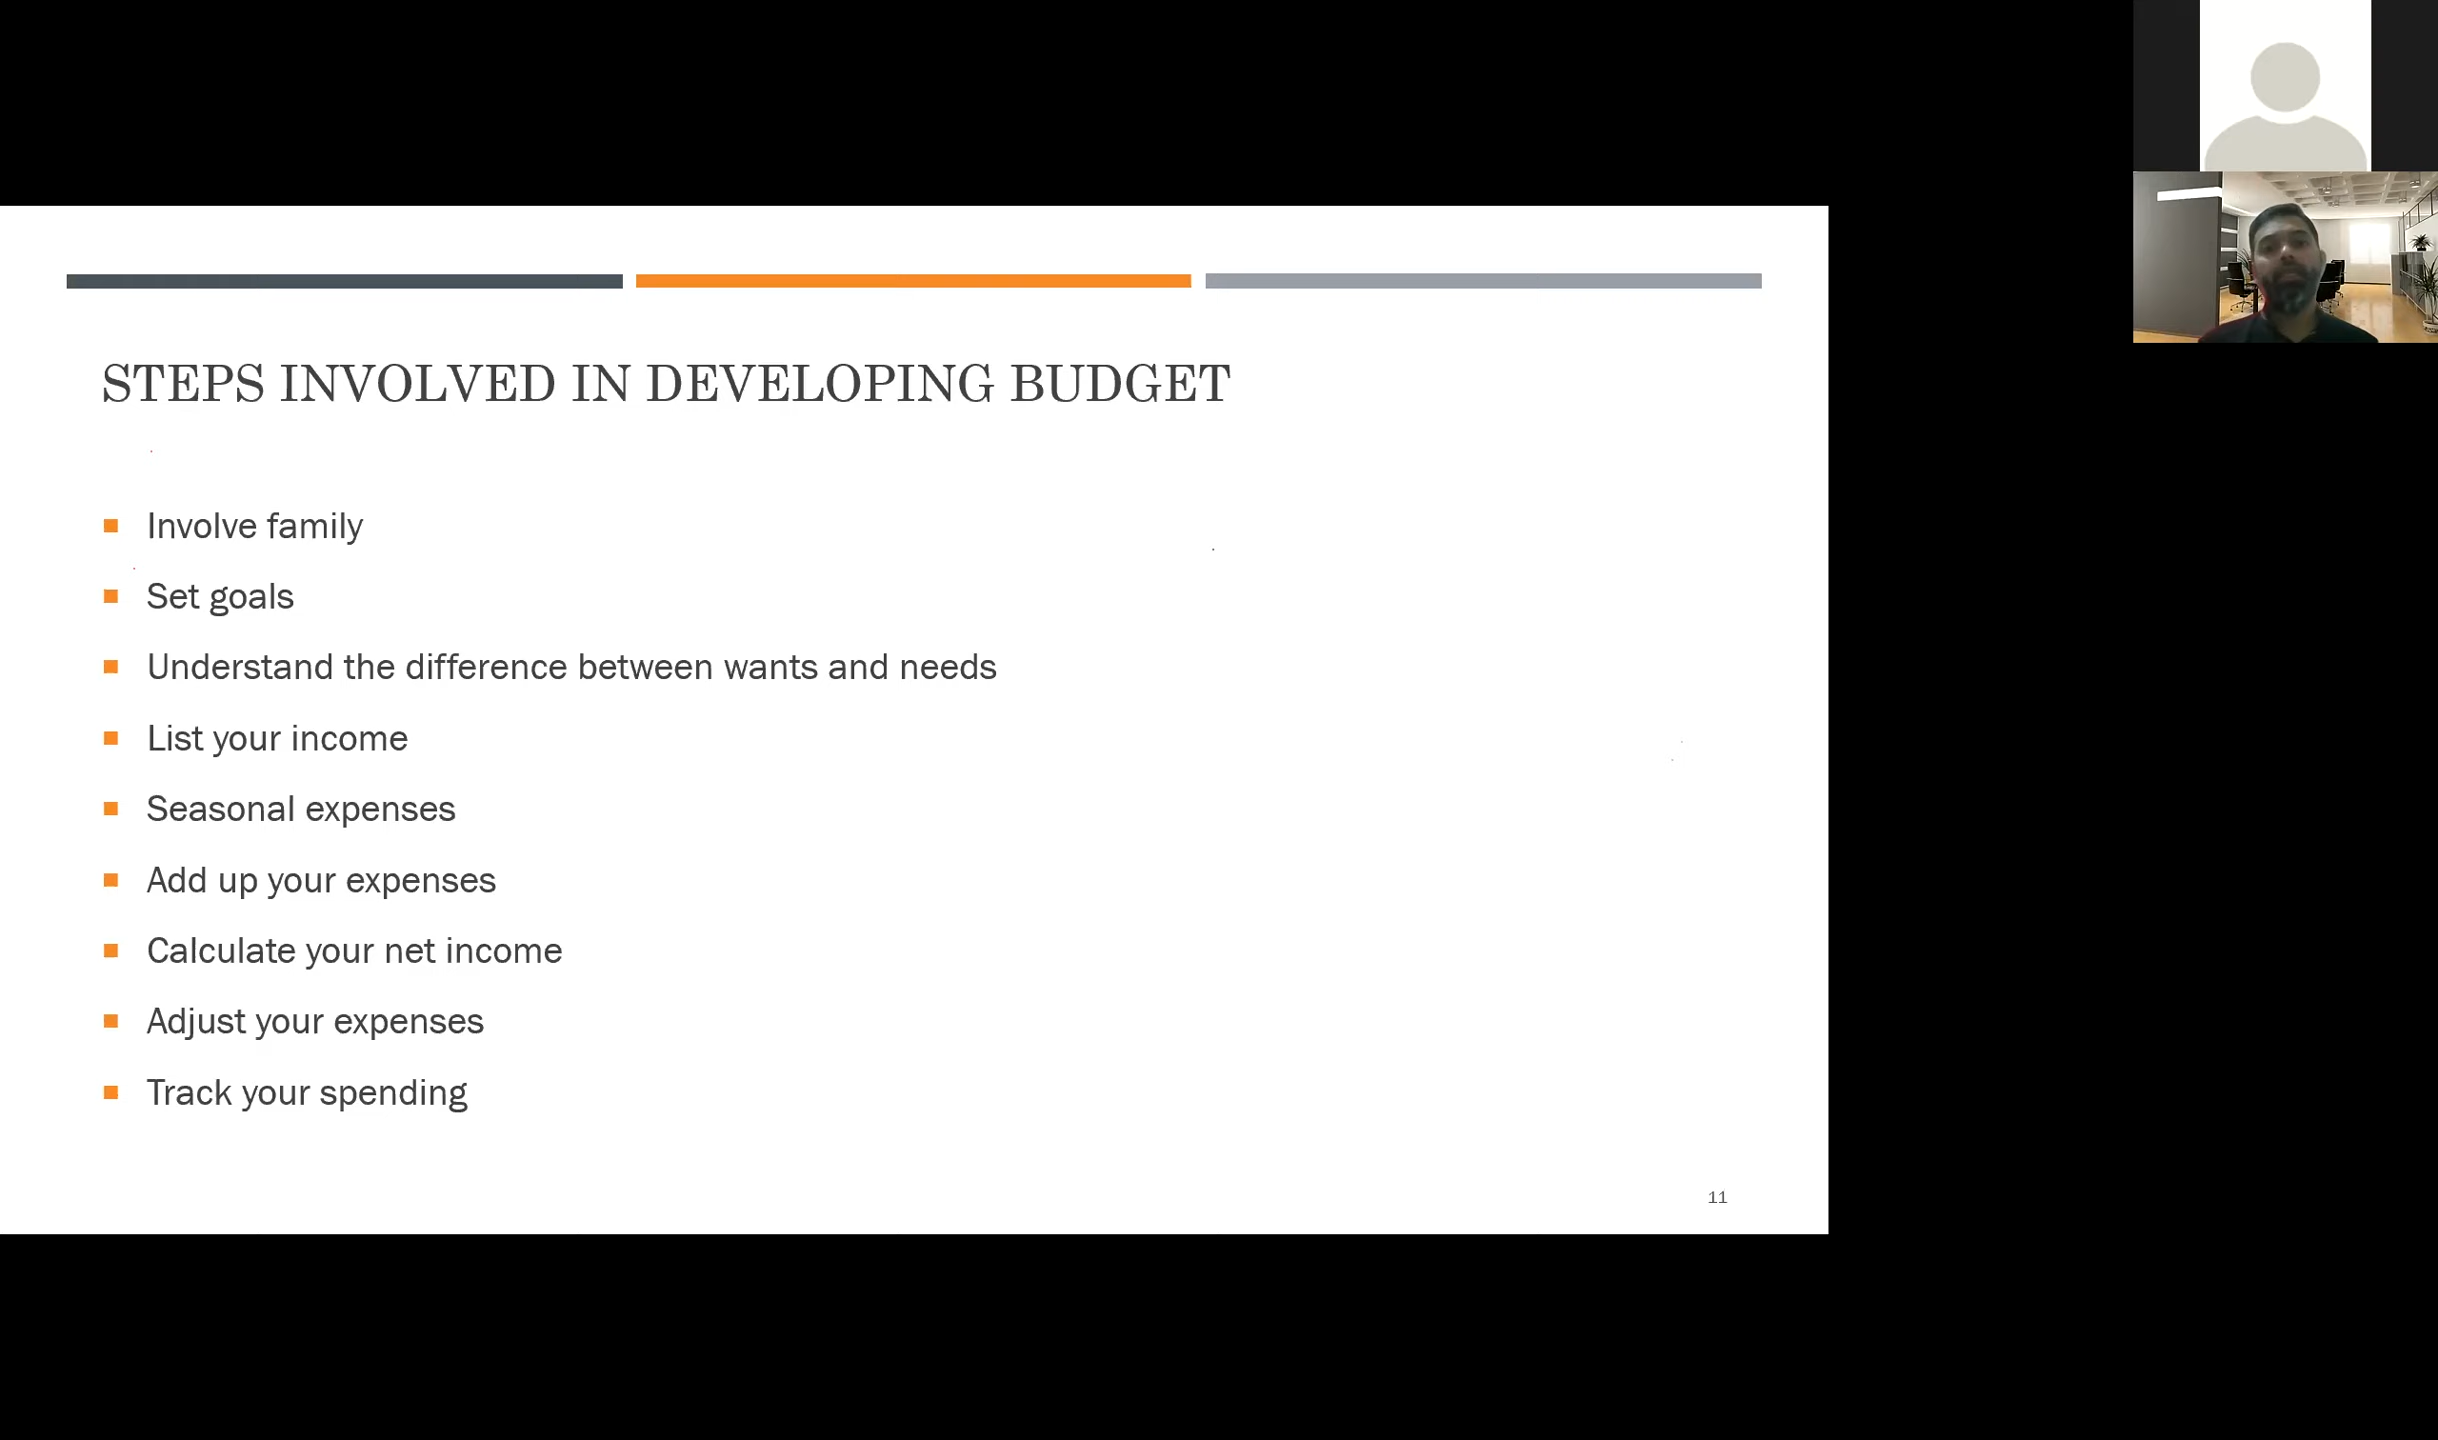 STEPS INVOLVED IN DEVELOPING BUDGET
Involve family
Set goals
Understand the difference between wants and needs
List your income
Seasonal expenses
Add up your expenses
Calculate your net income
Adjust your expenses
Track your spending
11